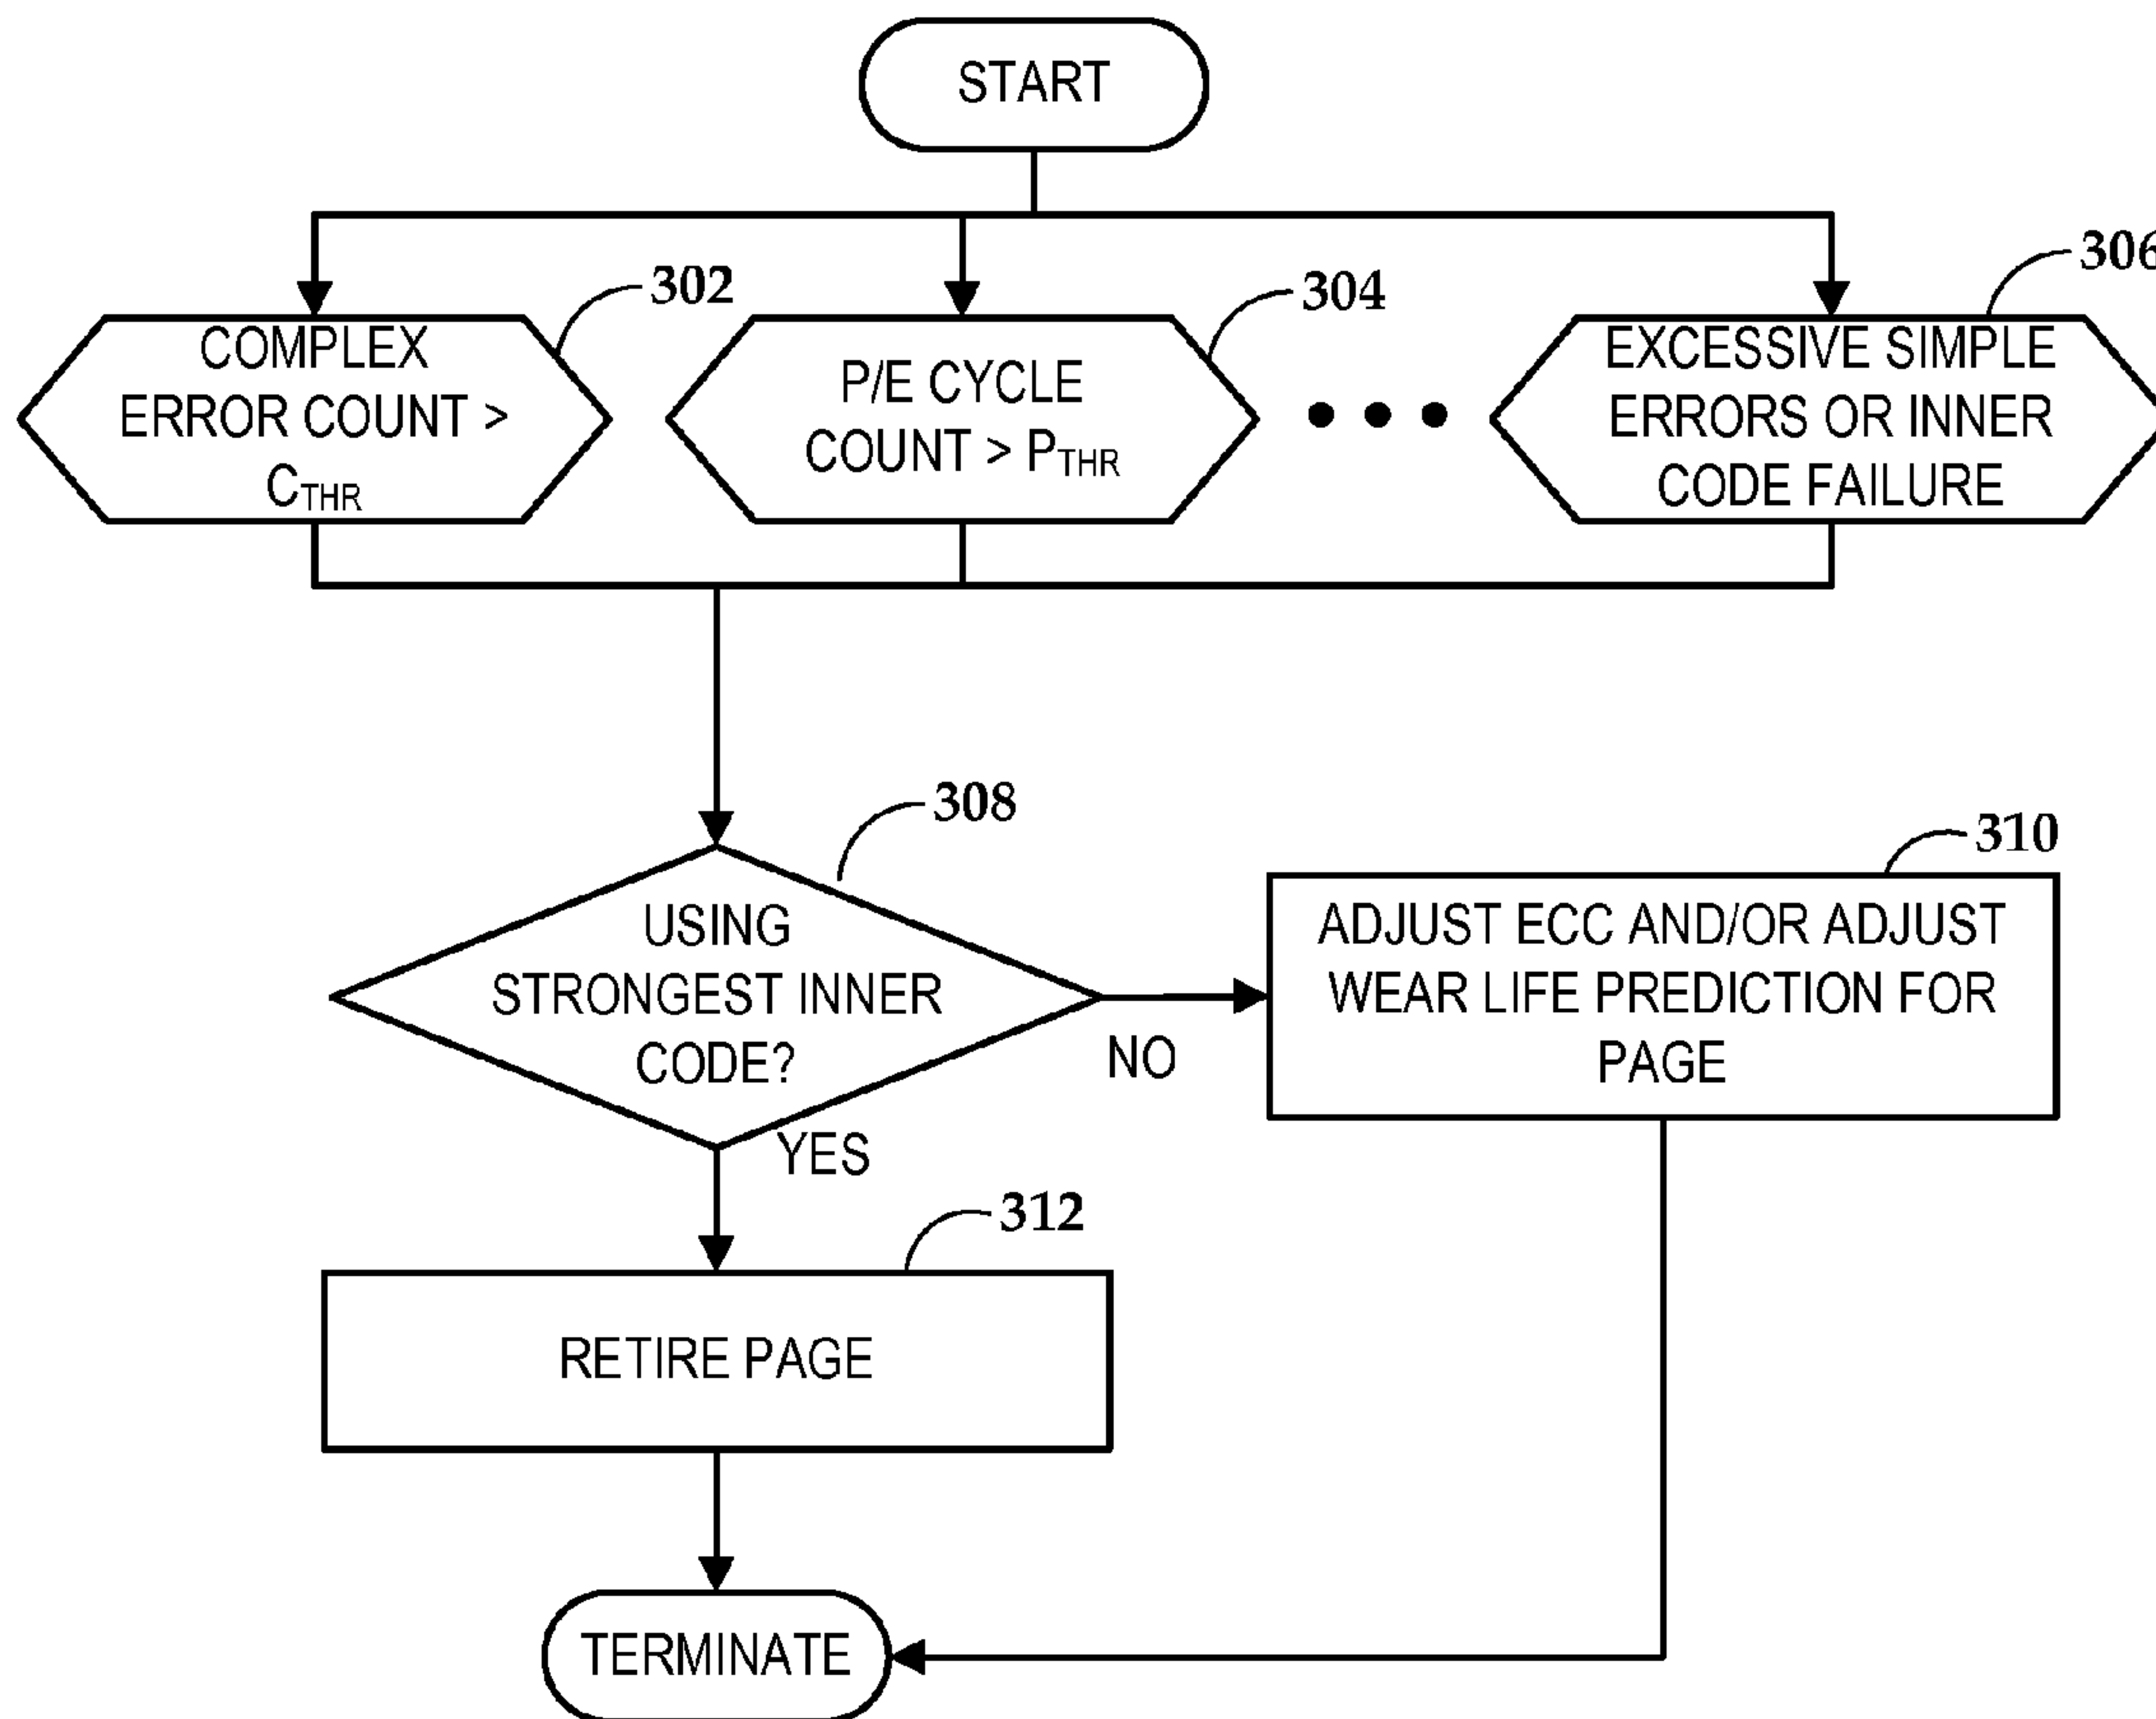 START
302
304
306
COMPLEX
ERROR COUNT >
CTHR
P/E CYCLE
COUNT > PTHR
EXCESSIVE SIMPLE
ERRORS OR INNER
CODE FAILURE
308
310
USING
STRONGEST INNER
CODE?
NO
YES
ADJUST ECC AND/OR ADJUST
WEAR LIFE PREDICTION FOR
PAGE
312
RETIRE PAGE
TERMINATE